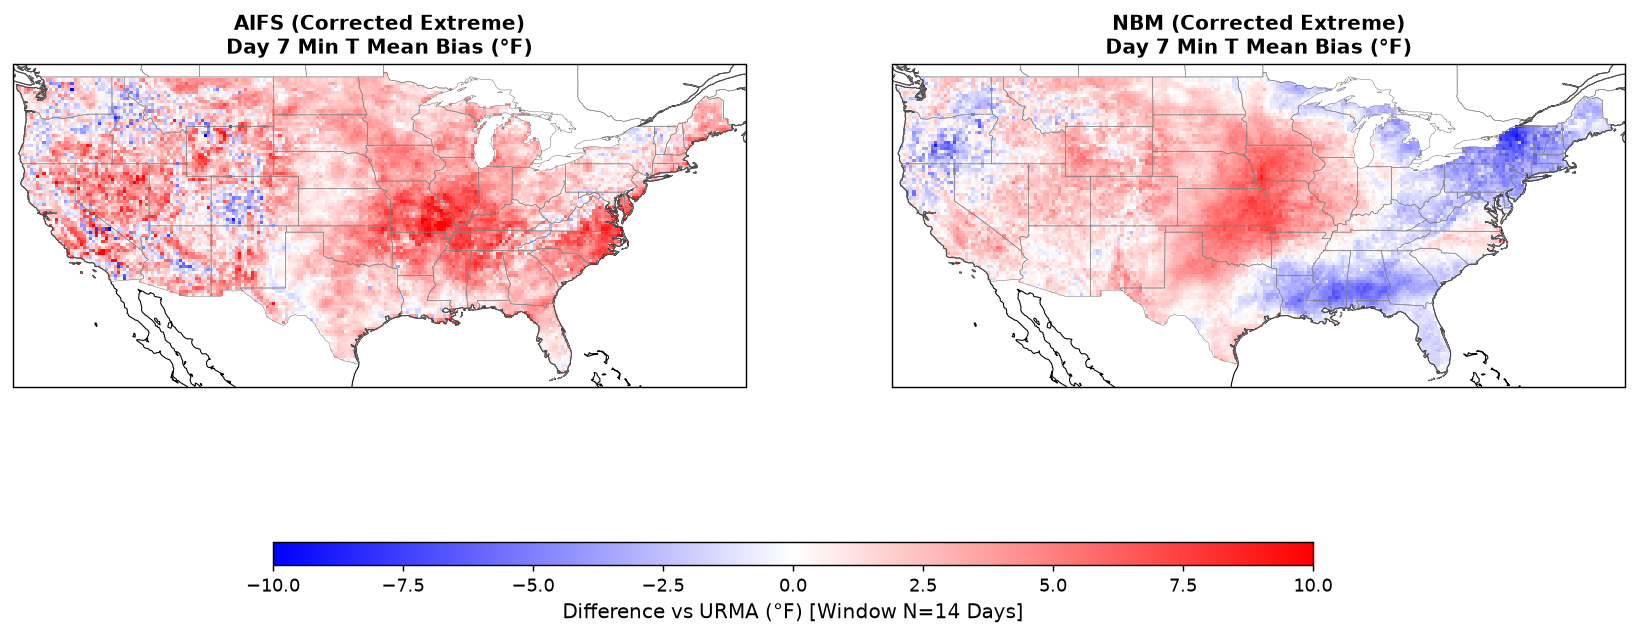 AIFS (Corrected Extreme)
Day 7 Min T Mean Bias (°F)
NBM (Corrected Extreme)
Day 7 Min T Mean Bias (°F)
−10.0 −7.5 −5.0 −2.5 0.0 2.5 5.0 7.5 10.0
Difference vs URMA (°F) [Window N=14 Days]